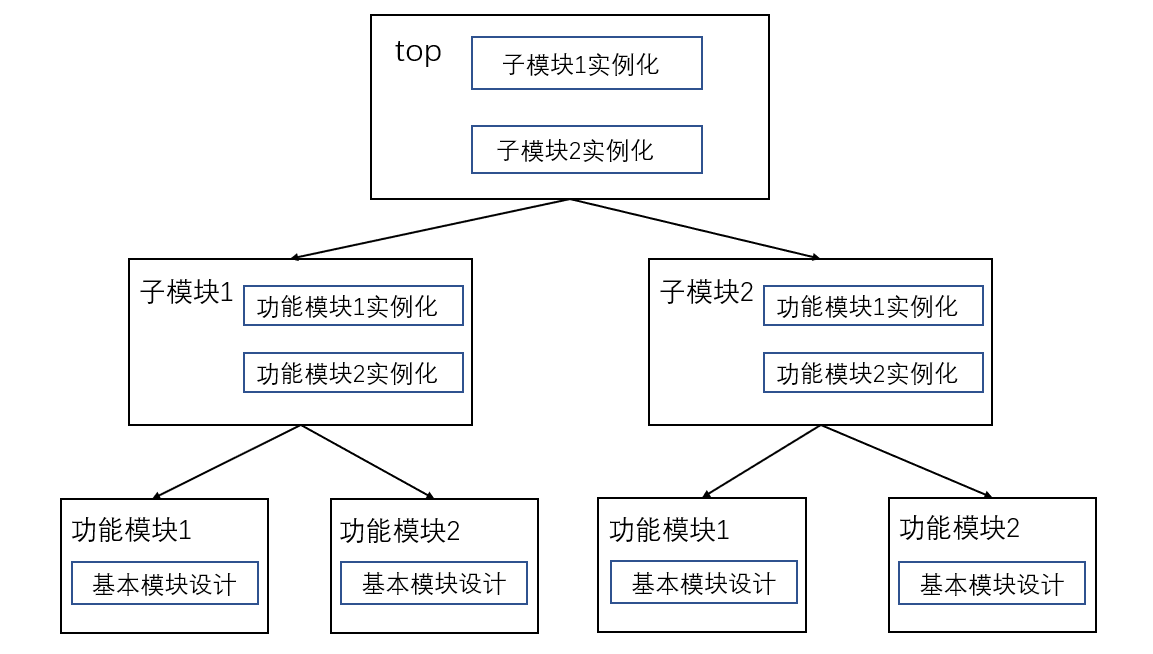 top
子模块1实例化
子模块2实例化
子模块1
功能模块1实例化
功能模块2实例化
子模块2
功能模块1实例化
功能模块2实例化
功能模块1
基本模块设计
功能模块2
基本模块设计
功能模块1
基本模块设计
功能模块2
基本模块设计